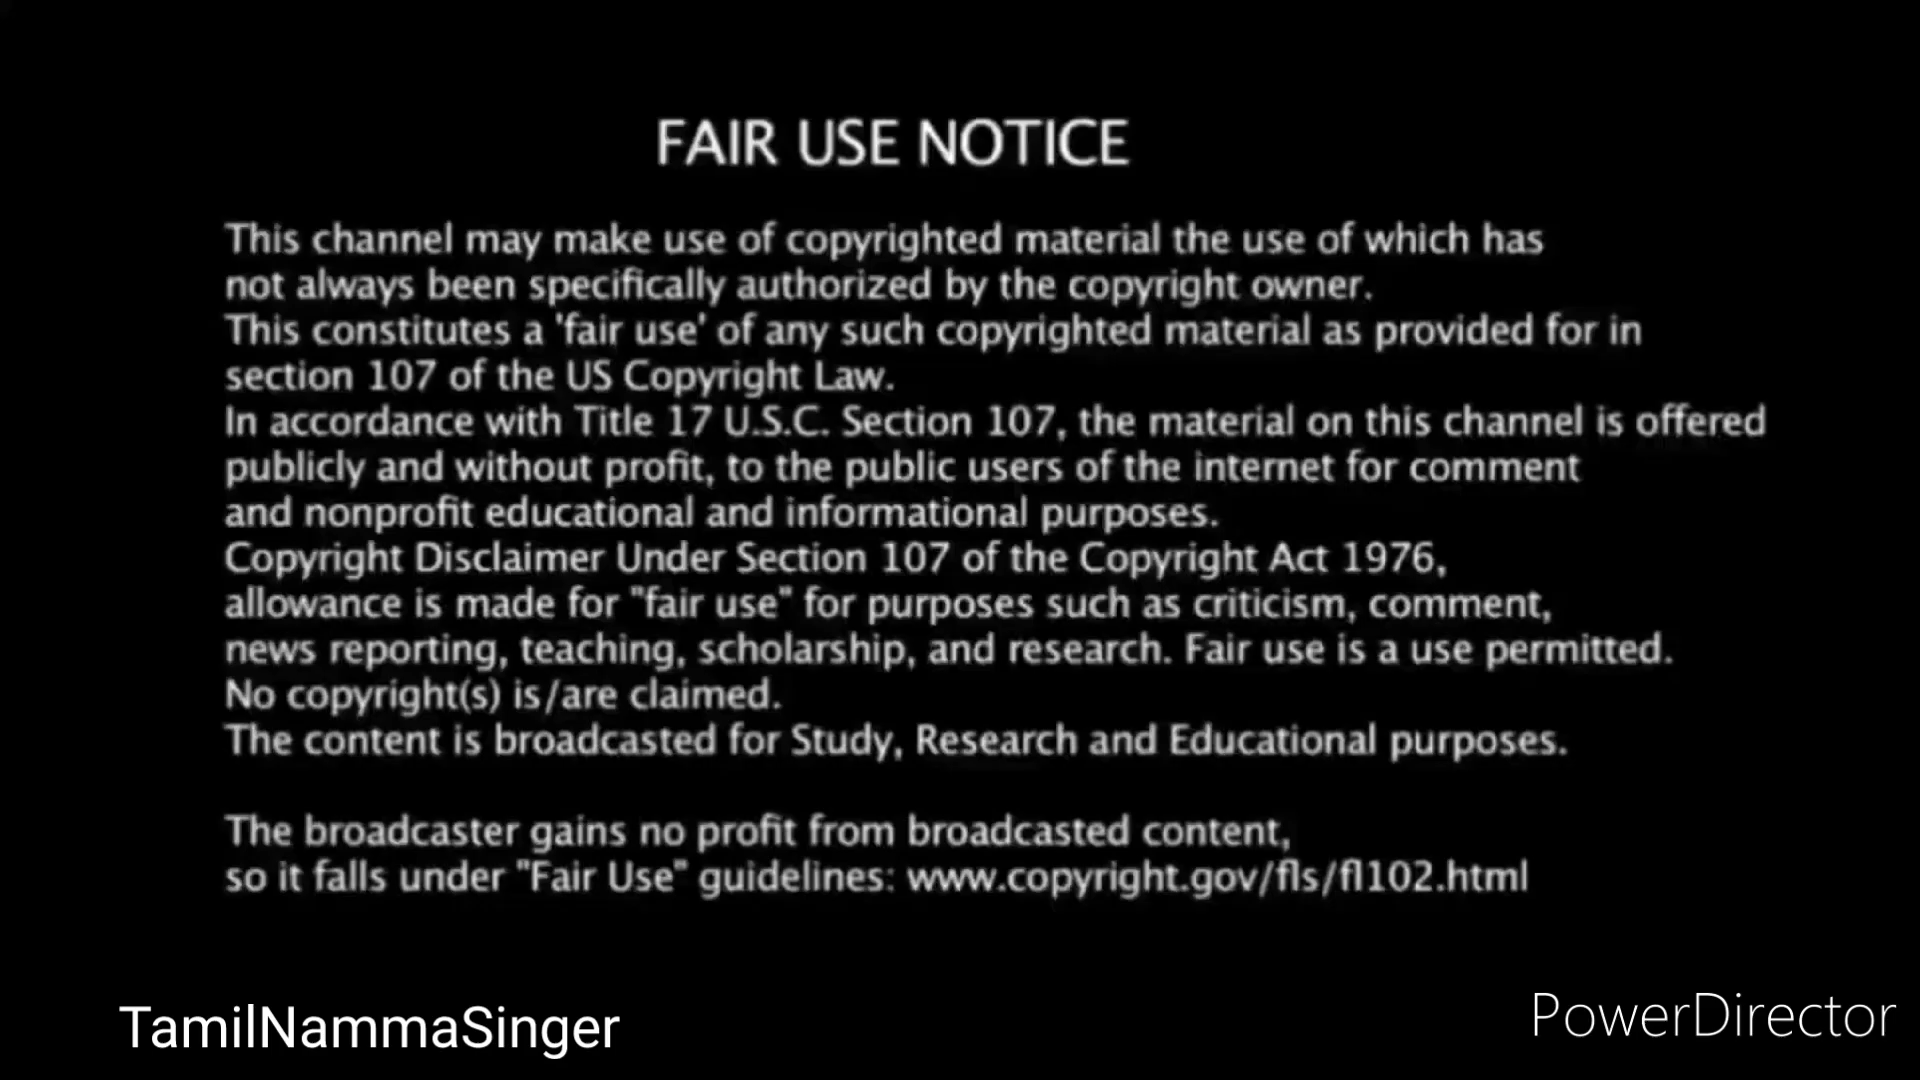 FAIR USE NOTICE
This channel may make use of copyrighted material the use of which has
not always been specifically authorized by the copyright owner.
This constitutes a 'fair use' of any such copyrighted material as provided for in
section 107 of the US Copyright Law.
In accordance with Title 17 U.S.C. Section 107, the material on this channel is offered
publicly and without profit, to the public users of the internet for comment
and nonprofit educational and informational purposes.
Copyright Disclaimer Under Section 107 of the Copyright Act 1976,
allowance is made for "fair use" for purposes such as criticism, comment,
news reporting, teaching, scholarship, and research. Fair use is a use permitted.
No copyright(s) is/are claimed.
The content is broadcasted for Study, Research and Educational purposes.
The broadcaster gains no profit from broadcasted content,
so it falls under "Fair Use" guidelines: www.copyright.gov/fls/fl102.html
TamilNammaSinger
PowerDirector